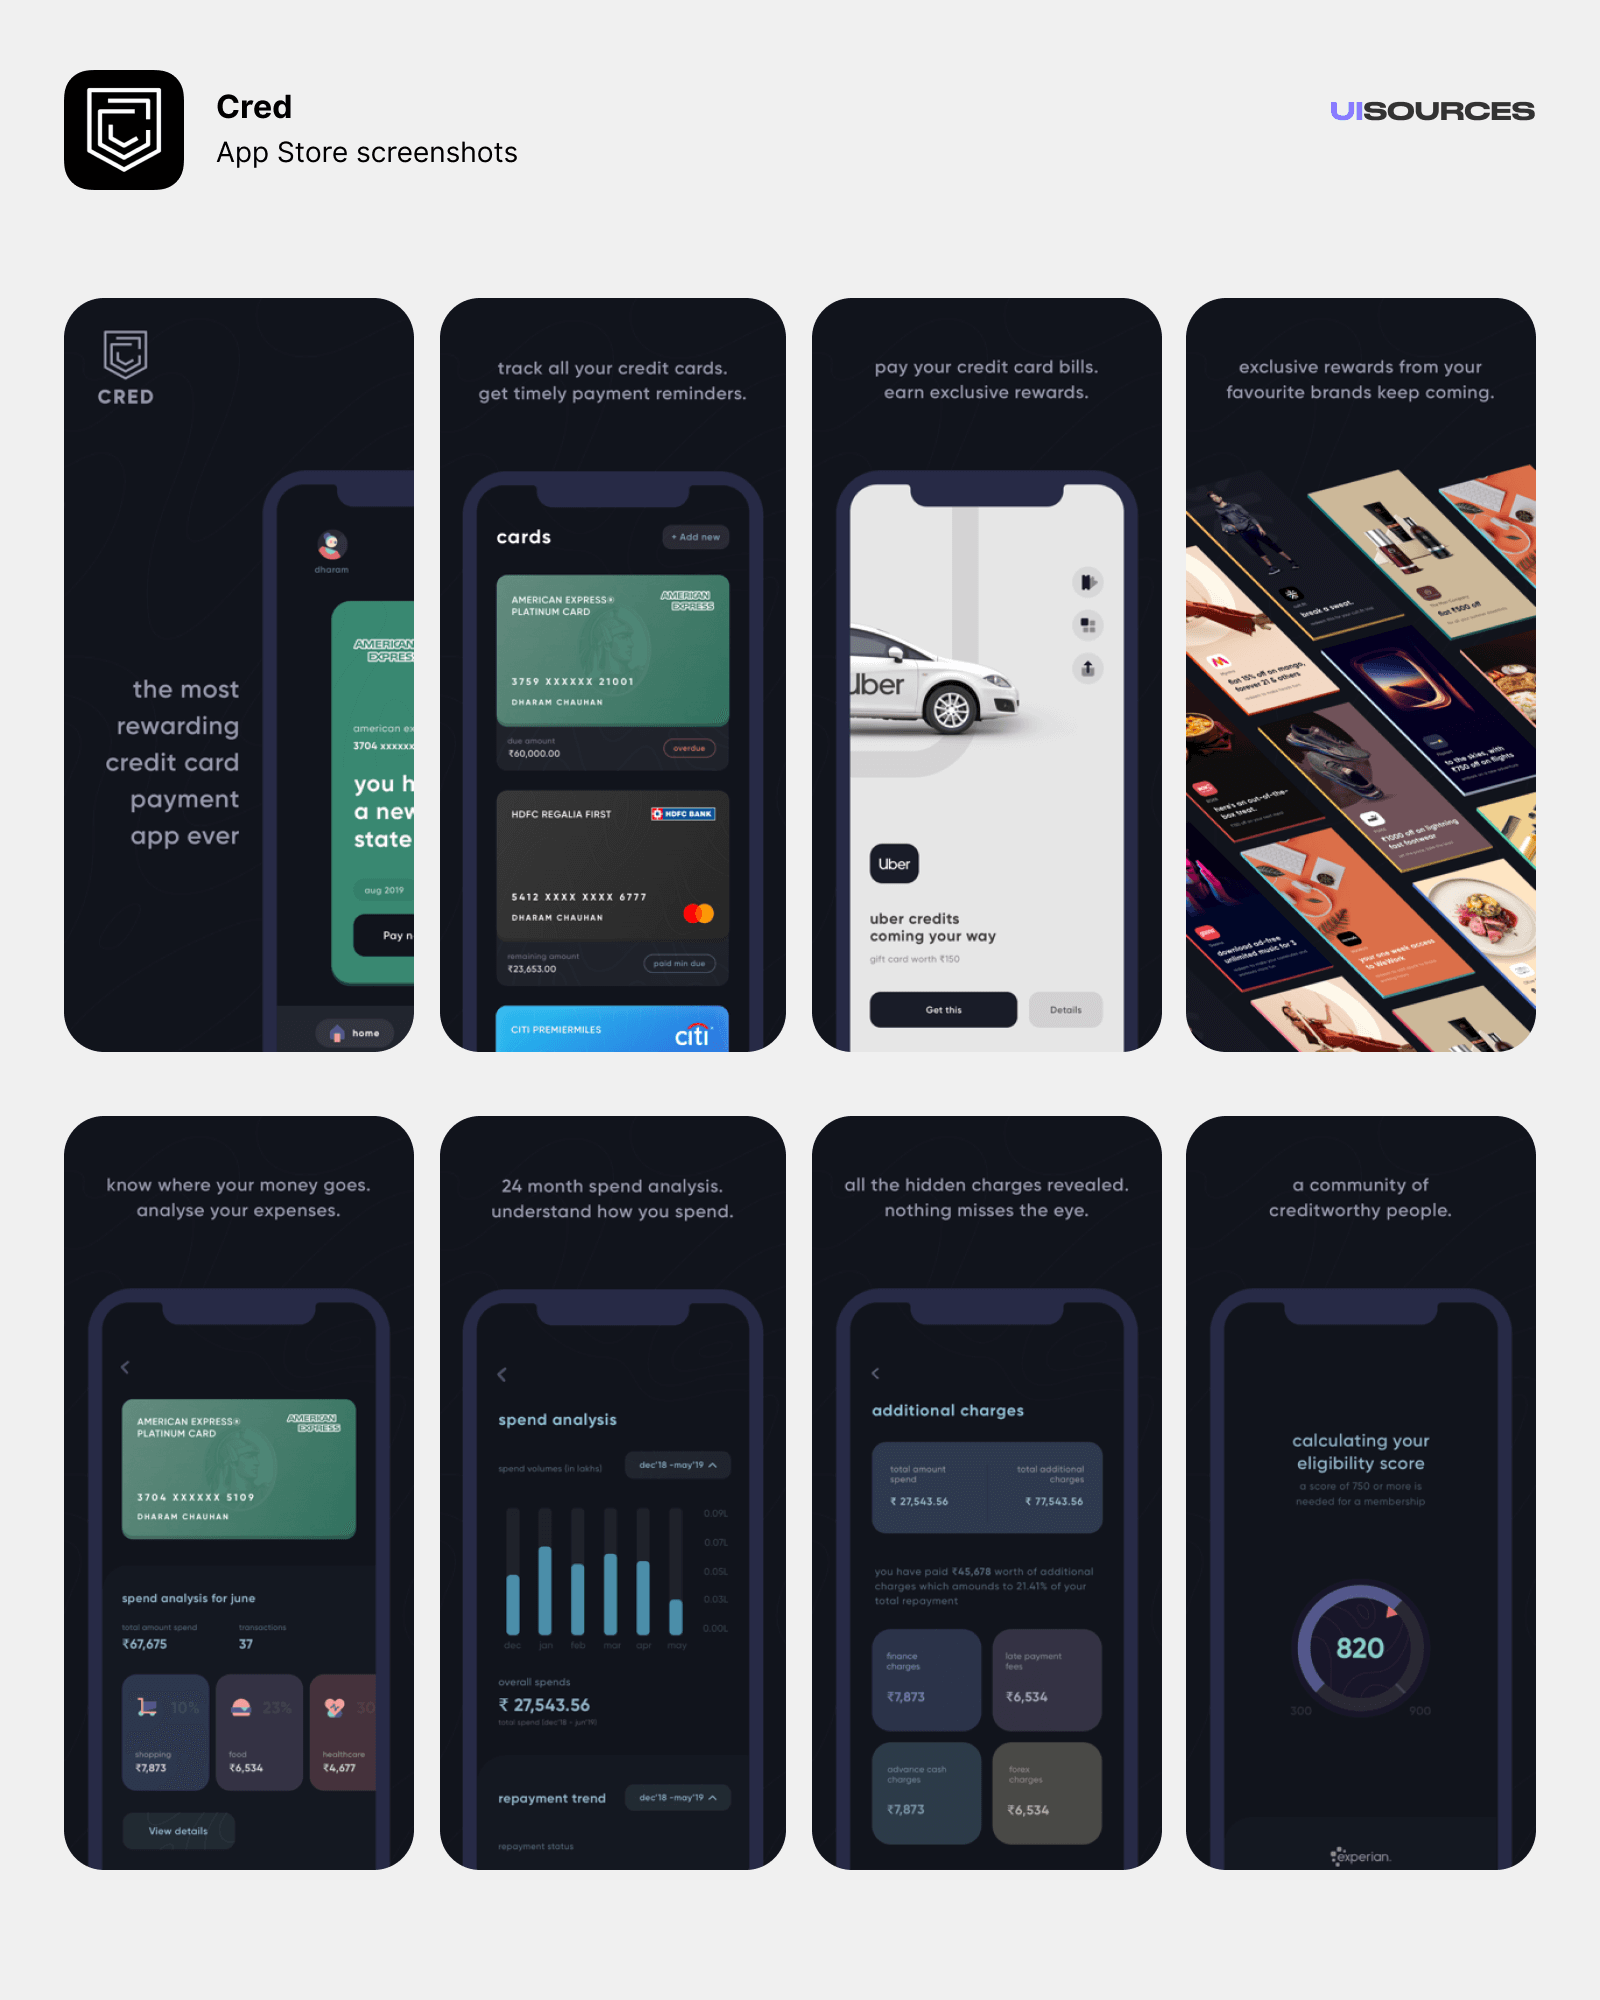 Cred
App Store screenshots
UISOURCES
CRED
the most
rewarding
credit card
payment
app ever
dharam
AMERICAN
EXPRESS
american ex
3704 xxxxxx
you h
a new
state
aug 2019
Pay n
home
track all your credit cards.
get timely payment reminders.
cards
+ Add new
AMERICAN EXPRESS®
PLATINUM CARD
AMERICAN
EXPRESS
3759 XXXXXX 21001
DHARAM CHAUHAN
due amount
₹60,000.00
overdue
HDFC REGALIA FIRST
HDFC BANK
5412 XXXX XXXX 6777
DHARAM CHAUHAN
remaining amount
₹23,653.00
paid min due
CITI PREMIERMILES
citi
pay your credit card bills.
earn exclusive rewards.
Uber
Uber
uber credits
coming your way
gift card worth ₹150
Get this
Details
exclusive rewards from your
favourite brands keep coming.
break a sweat.
flat ₹500 off
flat 15% off on mango,
forever 21 & others
to the skies, with
₹750 off on flights
here's an out-of-the-
box treat.
₹1000 off on lightning
fast footwear
download ad-free
unlimited music for 3
your one week access
to WeWork
know where your money goes.
analyse your expenses.
AMERICAN EXPRESS®
PLATINUM CARD
AMERICAN
EXPRESS
3704 XXXXXX 5109
DHARAM CHAUHAN
spend analysis for june
total amount spend
transactions
₹67,675
37
10%
23%
30
shopping
₹7,873
food
₹6,534
healthcare
₹4,677
View details
24 month spend analysis.
understand how you spend.
spend analysis
spend volumes (in lakhs)
dec'18 -may'19
0.09L
0.07L
0.05L
0.03L
0.00L
dec jan feb mar apr may
overall spends
₹ 27,543.56
total spend (dec'18 - jun'19)
repayment trend
dec'18 -may'19
repayment status
all the hidden charges revealed.
nothing misses the eye.
additional charges
total amount
spend
₹ 27,543.56
total additional
charges
₹ 77,543.56
you have paid ₹45,678 worth of additional
charges which amounds to 21.41% of your
total repayment
finance
charges
₹7,873
late payment
fees
₹6,534
advance cash
charges
₹7,873
forex
charges
₹6,534
a community of
creditworthy people.
calculating your
eligibility score
a score of 750 or more is
needed for a membership
820
300
900
experian.